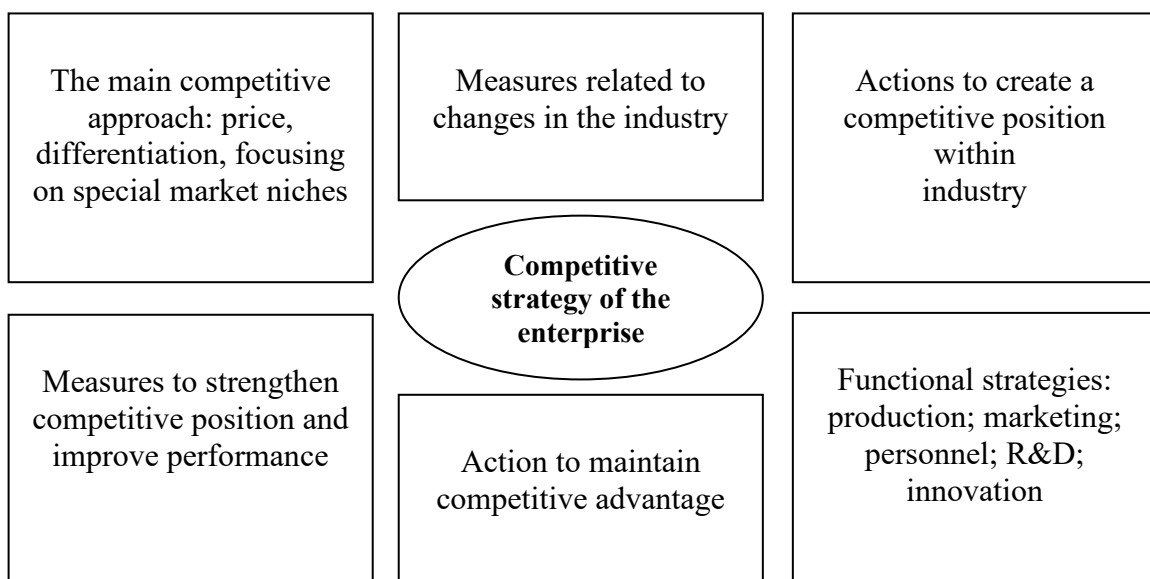 The main competitive
approach: price,
differentiation, focusing
on special market niches
Measures related to
changes in the industry
Actions to create a
competitive position
within
industry
Competitive
strategy of the
enterprise
Measures to strengthen
competitive position and
improve performance
Action to maintain
competitive advantage
Functional strategies:
production; marketing;
personnel; R&D;
innovation